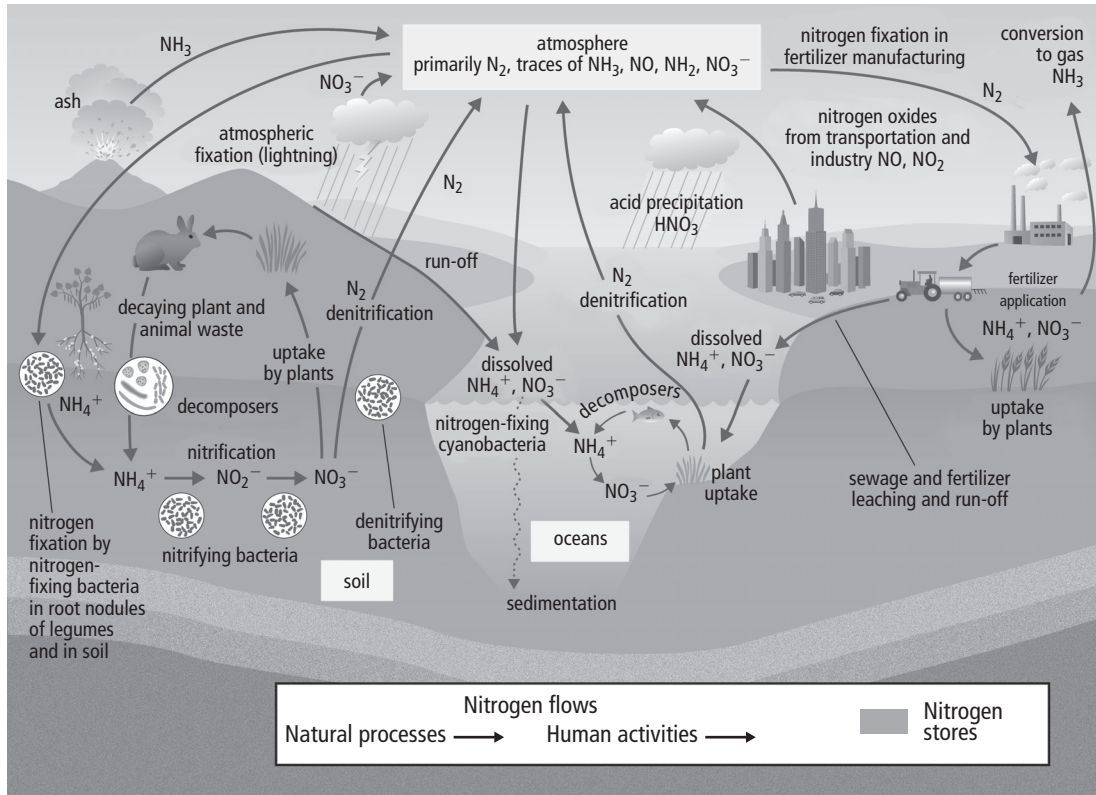 NH₃
atmosphere
primarily N₂, traces of NH₃, NO, NH₂, NO₃⁻
nitrogen fixation in
fertilizer manufacturing
conversion
to gas
NH₃
ash
NO₃⁻
N₂
atmospheric
fixation (lightning)
nitrogen oxides
from transportation and
industry NO, NO₂
N₂
acid precipitation
HNO₃
run-off
N₂
denitrification
N₂
denitrification
fertilizer
application
NH₄⁺, NO₃⁻
decaying plant and
animal waste
uptake
by plants
dissolved
NH₄⁺, NO₃⁻
dissolved
NH₄⁺, NO₃⁻
NH₄⁺
decomposers
decomposers
uptake
by plants
nitrogen-fixing
cyanobacteria
NH₄⁺
nitrification
NH₄⁺
NO₂⁻
NO₃⁻
NO₃⁻
plant
uptake
sewage and fertilizer
leaching and run-off
nitrogen
fixation by
nitrogen-
fixing bacteria
in root nodules
of legumes
and in soil
nitrifying bacteria
denitrifying
bacteria
oceans
soil
sedimentation
Nitrogen flows
Natural processes
Human activities
Nitrogen
stores